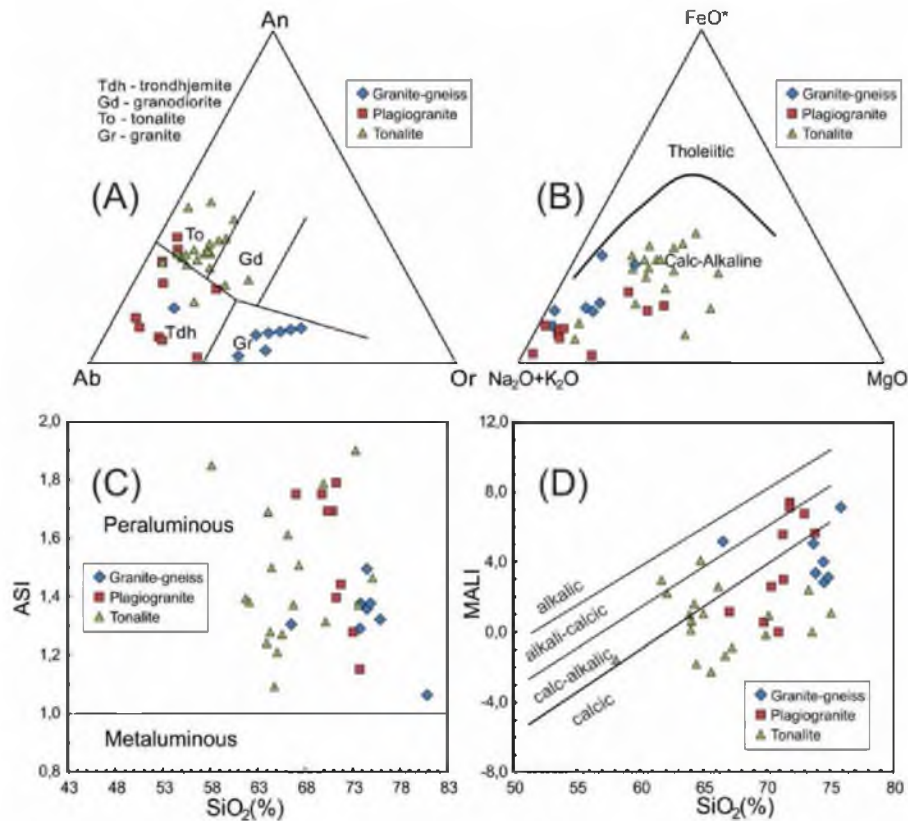 An
Tdh - trondhjemite
Gd - granodiorite
To - tonalite
Gr - granite
Granite-gneiss
Plagiogranite
Tonalite
(A)
To
Gd
Tdh
Gr
Ab
Or
FeO*
Granite-gneiss
Plagiogranite
Tonalite
Tholeiitic
(B)
Calc-Alkaline
Na₂O+K₂O
MgO
2,0
1,8
1,6
1,4
1,2
1,0
0,8
ASI
(C)
Peraluminous
Granite-gneiss
Plagiogranite
Tonalite
Metaluminous
43 48 53 58 63 68 73 78 83
SiO₂(%)
12,0
8,0
4,0
0,0
-4,0
-8,0
MALI
(D)
alkalic
alkali-calcic
calc-alkalic
calcic
Granite-gneiss
Plagiogranite
Tonalite
50 55 60 65 70 75 80
SiO₂(%)